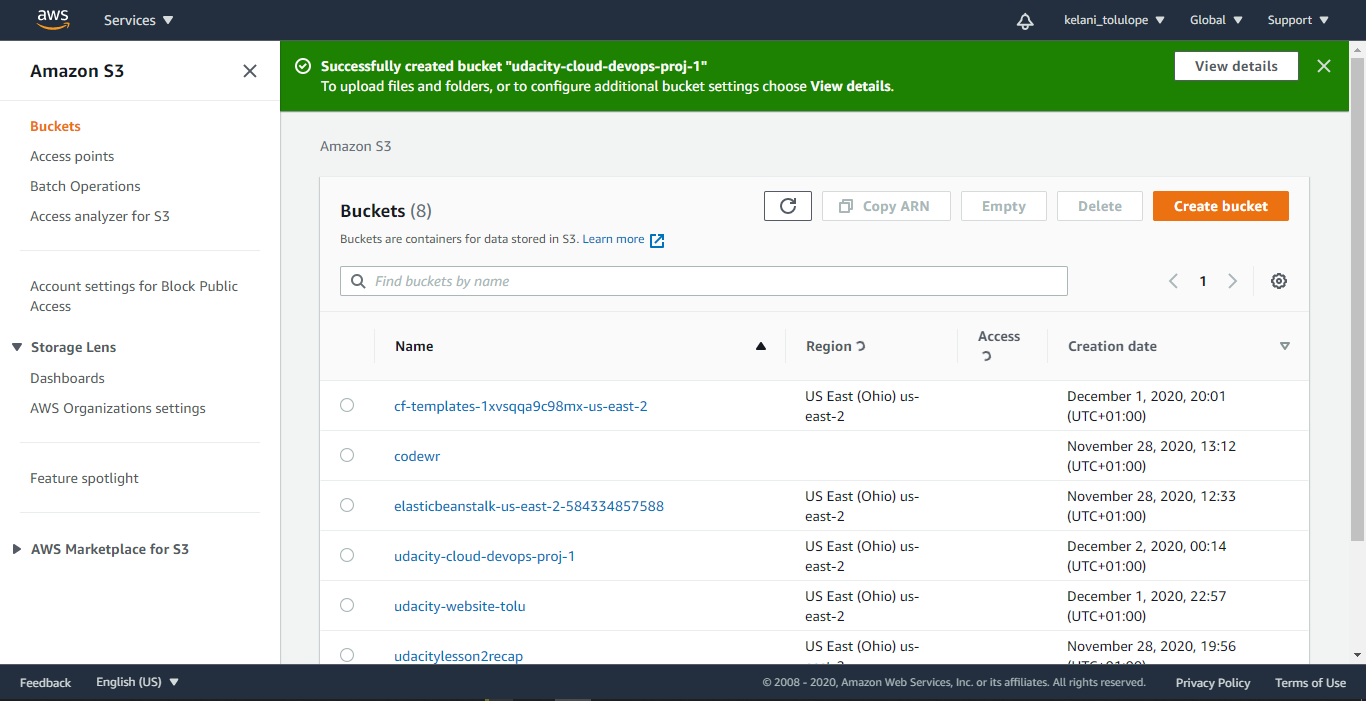 aws
Services
kelani_tolulope
Global
Support
Amazon S3
Buckets
Access points
Batch Operations
Access analyzer for S3
Account settings for Block Public
Access
Storage Lens
Dashboards
AWS Organizations settings
Feature spotlight
AWS Marketplace for S3
Successfully created bucket "udacity-cloud-devops-proj-1"
To upload files and folders, or to configure additional bucket settings choose View details.
View details
Amazon S3
Buckets (8)
Copy ARN
Empty
Delete
Create bucket
Buckets are containers for data stored in S3. Learn more
Find buckets by name
1
Name
Region
Access
Creation date
cf-templates-1xvsqqa9c98mx-us-east-2
US East (Ohio) us-
east-2
December 1, 2020, 20:01
(UTC+01:00)
codewr
November 28, 2020, 13:12
(UTC+01:00)
elasticbeanstalk-us-east-2-584334857588
US East (Ohio) us-
east-2
November 28, 2020, 12:33
(UTC+01:00)
udacity-cloud-devops-proj-1
US East (Ohio) us-
east-2
December 2, 2020, 00:14
(UTC+01:00)
udacity-website-tolu
US East (Ohio) us-
east-2
December 1, 2020, 22:57
(UTC+01:00)
udacitylesson2recap
US East (Ohio) us-
east-2
November 28, 2020, 19:56
(UTC+01:00)
Feedback
English (US)
© 2008 - 2020, Amazon Web Services, Inc. or its affiliates. All rights reserved.
Privacy Policy
Terms of Use